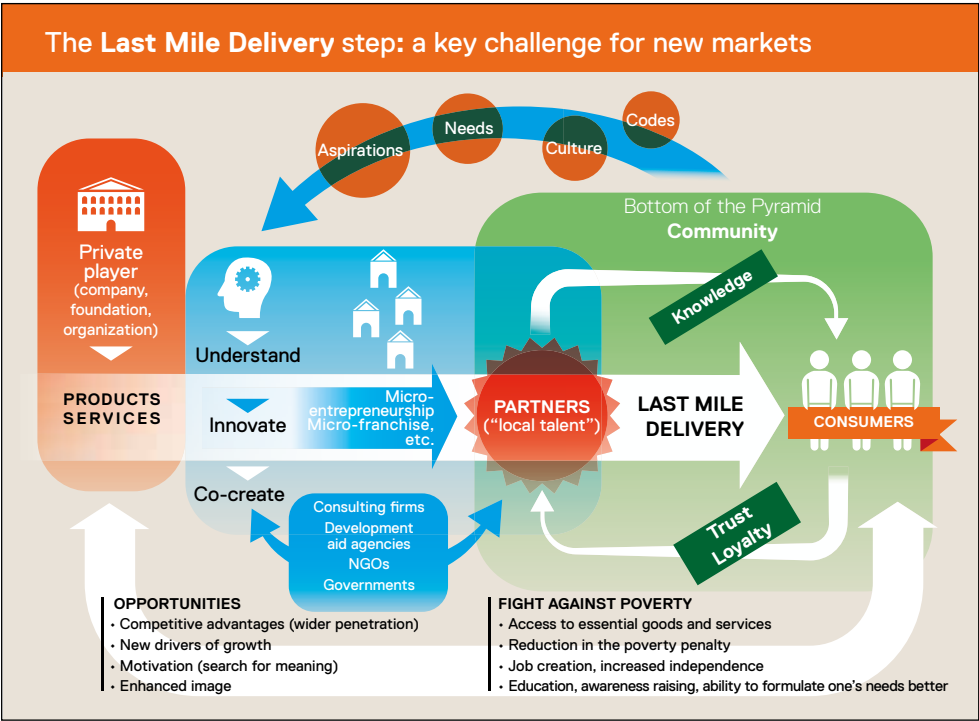 The Last Mile Delivery step: a key challenge for new markets
Aspirations
Needs
Culture
Codes
Private
player
(company,
foundation,
organization)
PRODUCTS
SERVICES
Understand
Innovate
Co-create
Micro-
entrepreneurship
Micro-franchise,
etc.
Consulting firms
Development
aid agencies
NGOs
Governments
Bottom of the Pyramid
Community
Knowledge
PARTNERS
("local talent")
LAST MILE
DELIVERY
CONSUMERS
Trust
Loyalty
OPPORTUNITIES
• Competitive advantages (wider penetration)
• New drivers of growth
• Motivation (search for meaning)
• Enhanced image
FIGHT AGAINST POVERTY
• Access to essential goods and services
• Reduction in the poverty penalty
• Job creation, increased independence
• Education, awareness raising, ability to formulate one's needs better